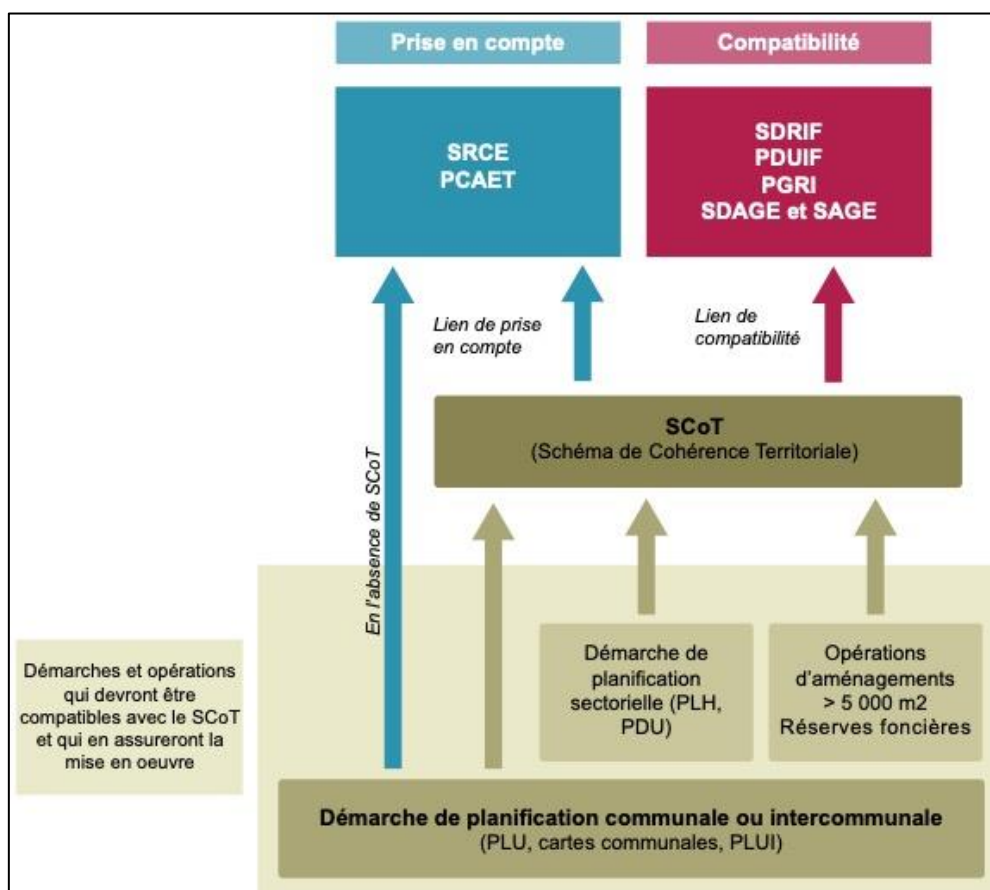 Prise en compte
Compatibilité
SRCE
PCAET
SDRIF
PDUIF
PGRI
SDAGE et SAGE
Lien de prise
en compte
Lien de
compatibilité
SCoT
(Schéma de Cohérence Territoriale)
En l'absence de SCoT
Démarches et opérations
qui devront être
compatibles avec le SCoT
et qui en assureront la
mise en oeuvre
Démarche de
planification
sectorielle (PLH,
PDU)
Opérations
d'aménagements
> 5 000 m2
Réserves foncières
Démarche de planification communale ou intercommunale
(PLU, cartes communales, PLUI)